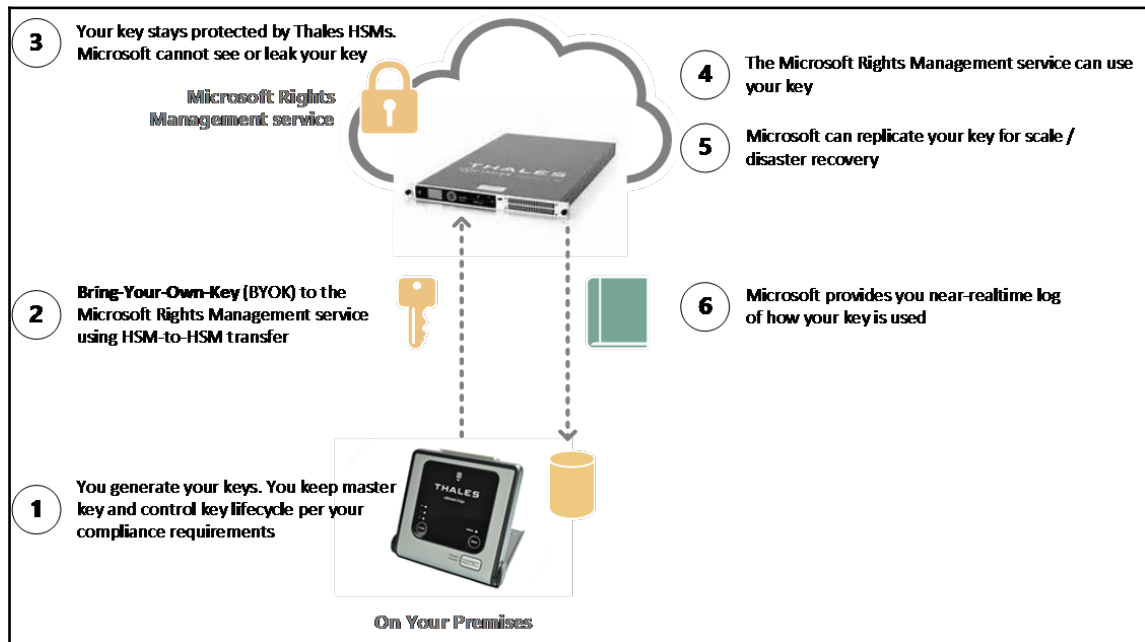 3
Your key stays protected by Thales HSMs.
Microsoft cannot see or leak your key
Microsoft Rights
Management service
THALES
4
The Microsoft Rights Management service can use
your key
5
Microsoft can replicate your key for scale /
disaster recovery
2
Bring-Your-Own-Key (BYOK) to the
Microsoft Rights Management service
using HSM-to-HSM transfer
6
Microsoft provides you near-realtime log
of how your key is used
1
You generate your keys. You keep master
key and control key lifecycle per your
compliance requirements
THALES
On Your Premises